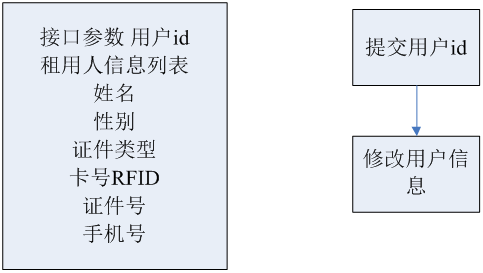 接口参数 用户id
租用人信息列表
姓名
性别
证件类型
卡号RFID
证件号
手机号
提交用户id
修改用户信
息